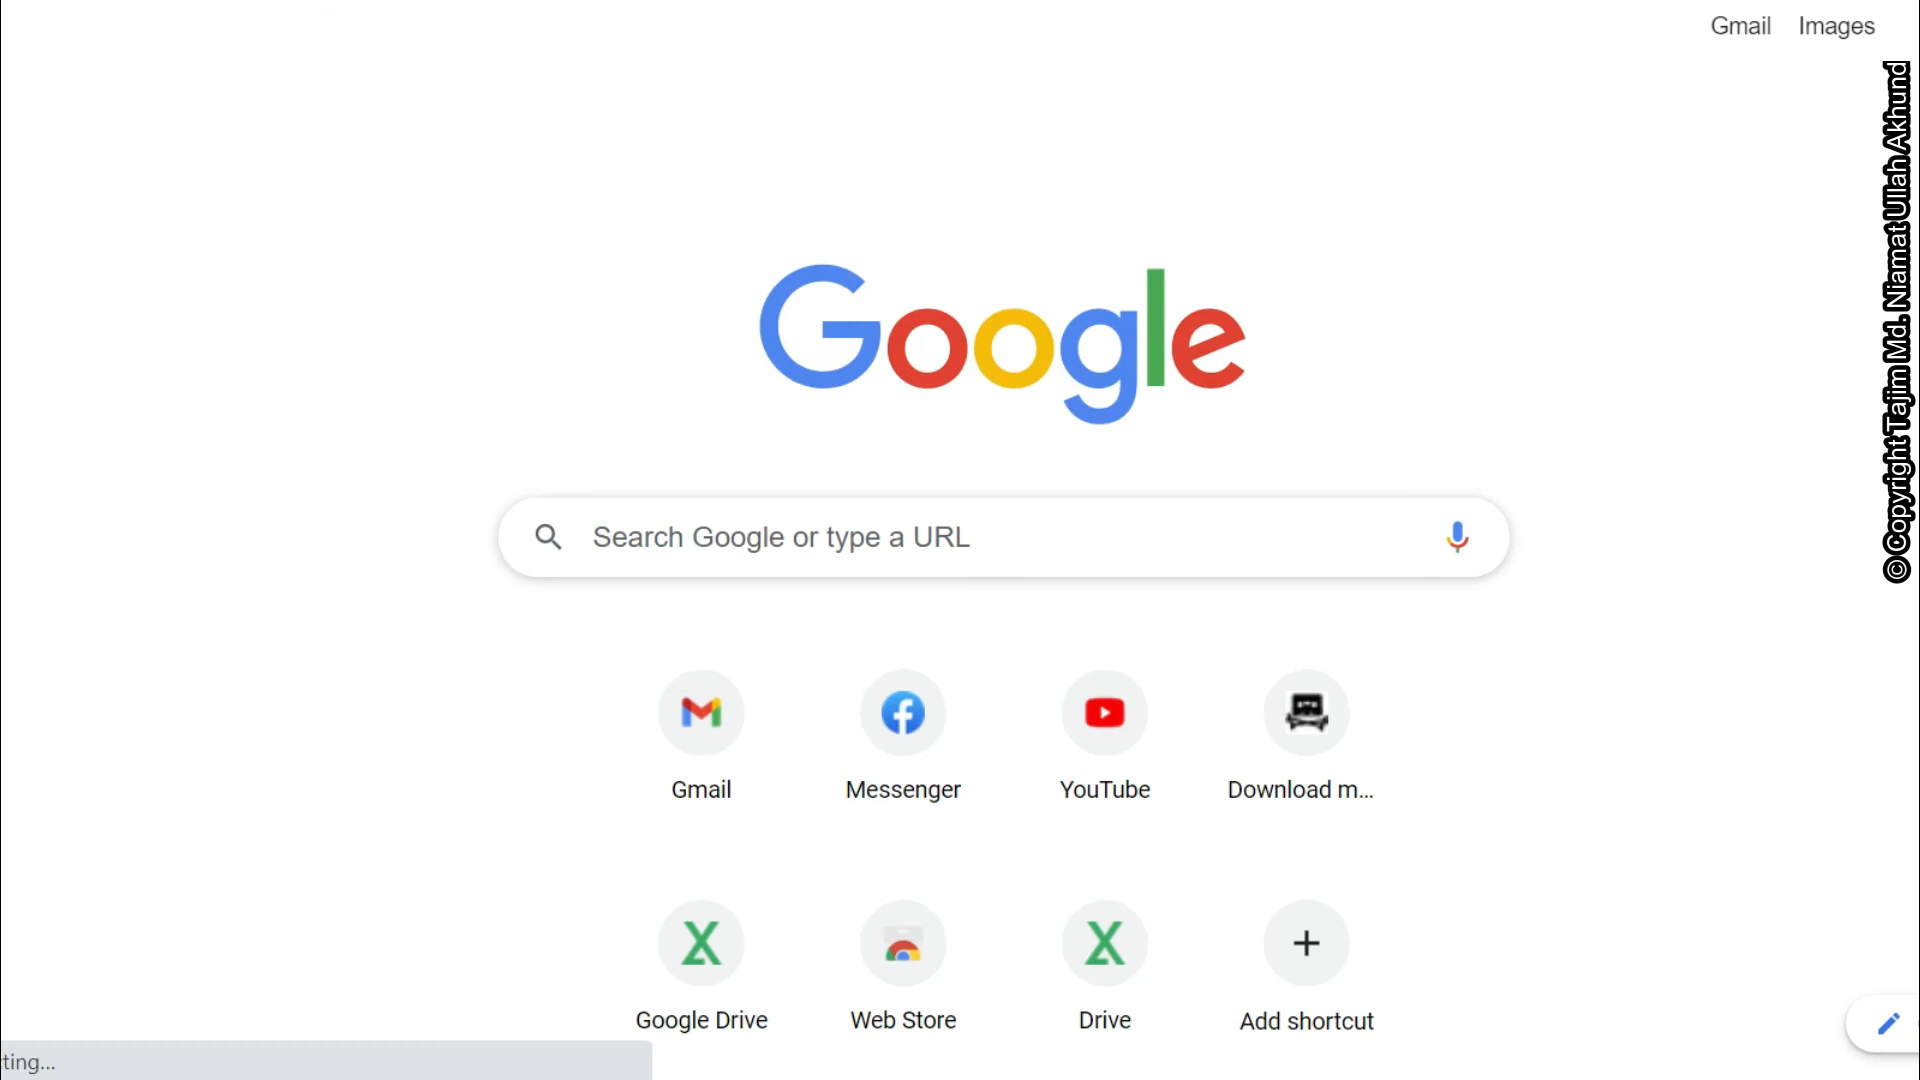 Gmail Images
© Copyright Tajim Md. Niamat Ullah Akhund
Google
Search Google or type a URL
Gmail Messenger YouTube Download m...
Google Drive Web Store Drive Add shortcut
ting...